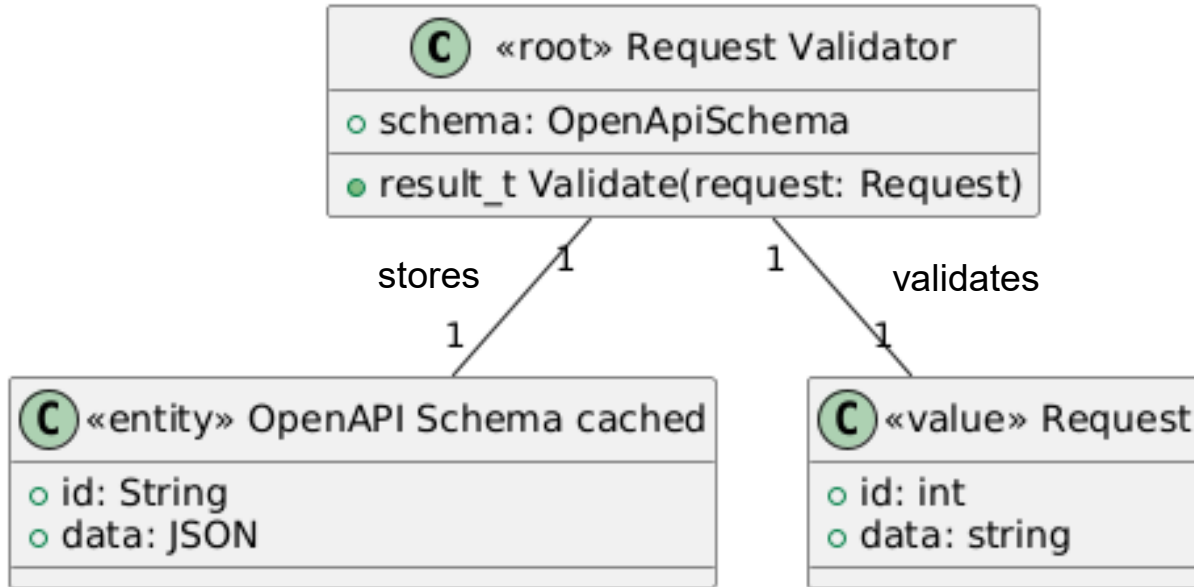 C «root» Request Validator
schema: OpenApiSchema
result_t Validate(request: Request)
1
1
stores
validates
1
1
C «entity» OpenAPI Schema cached
id: String
data: JSON
C «value» Request
id: int
data: string